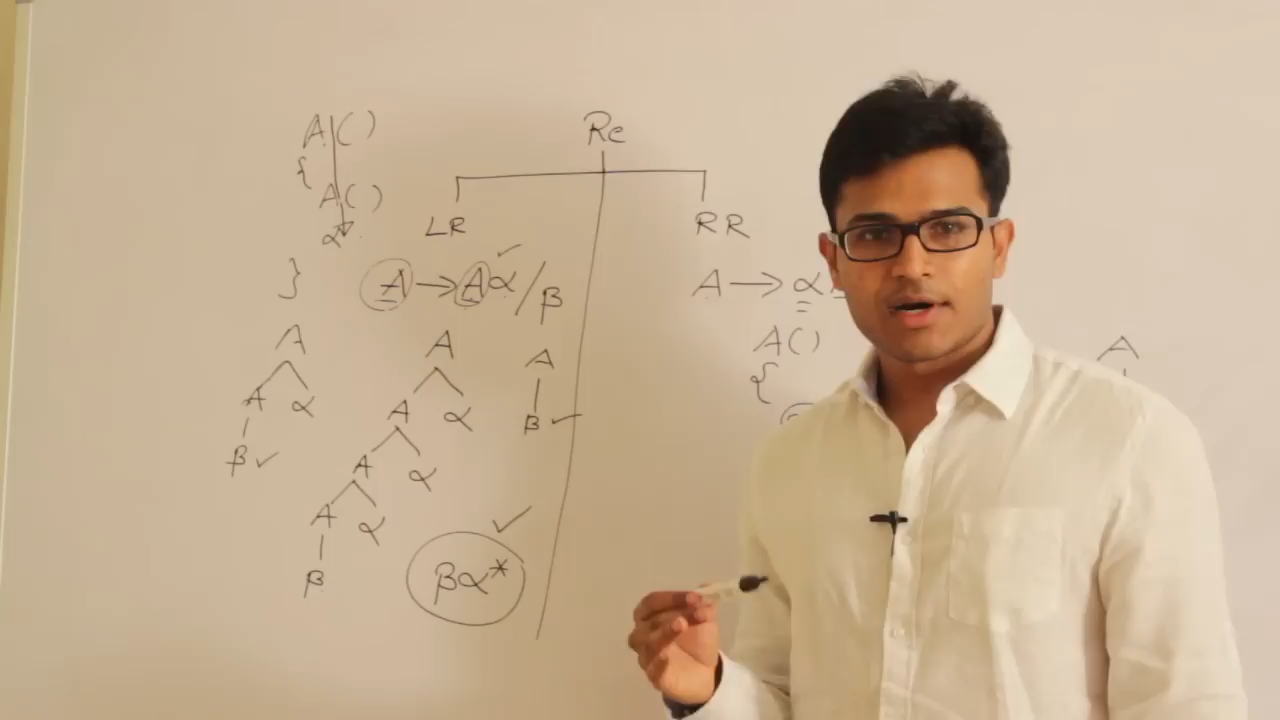 Re
LR
RR
A()
{
A()
α
}
A → Aα / β
A → α
A()
{
A
A α
β ✓
A
A α
A α
A α
β
A
β ✓
βα* ✓
A